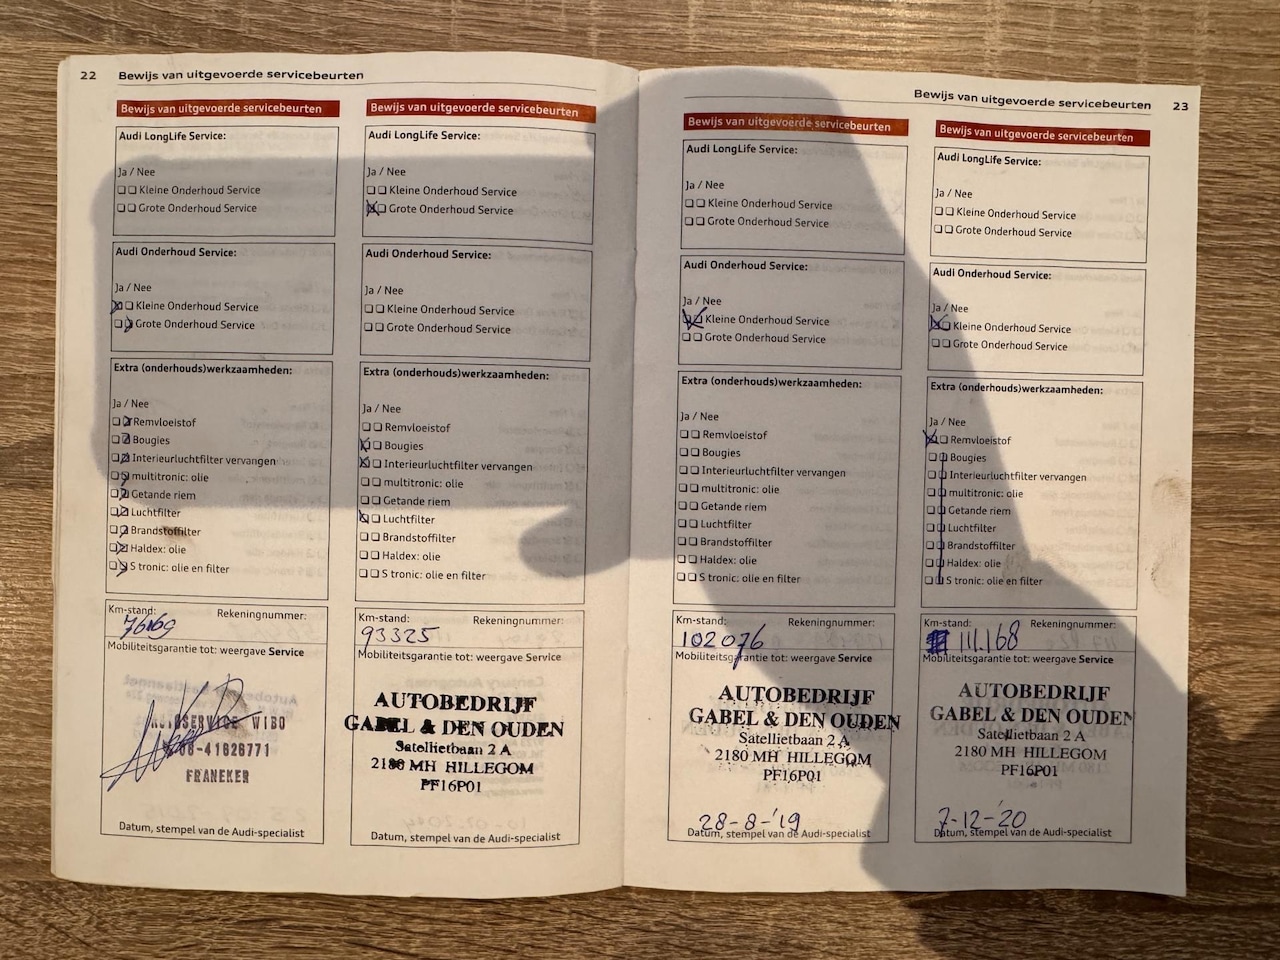 22 Bewijs van uitgevoerde servicebeurten
Bewijs van uitgevoerde servicebeurten
Audi LongLife Service:
Ja / Nee
Kleine Onderhoud Service
Grote Onderhoud Service
Audi Onderhoud Service:
Ja / Nee
Kleine Onderhoud Service
Grote Onderhoud Service
Extra (onderhouds)werkzaamheden:
Ja / Nee
Remvloeistof
Bougies
Interieurluchtfilter vervangen
multitronic: olie
Getande riem
Luchtfilter
Brandstoffilter
Haldex: olie
S tronic: olie en filter
Km-stand: Rekeningnummer:
Mobiliteitsgarantie tot: weergave Service
WIBO
06-41626771
FRANEKER
Datum, stempel van de Audi-specialist
Bewijs van uitgevoerde servicebeurten
Audi LongLife Service:
Ja / Nee
Kleine Onderhoud Service
Grote Onderhoud Service
Audi Onderhoud Service:
Ja / Nee
Kleine Onderhoud Service
Grote Onderhoud Service
Extra (onderhouds)werkzaamheden:
Ja / Nee
Remvloeistof
Bougies
Interieurluchtfilter vervangen
multitronic: olie
Getande riem
Luchtfilter
Brandstoffilter
Haldex: olie
S tronic: olie en filter
Km-stand: Rekeningnummer:
93325
Mobiliteitsgarantie tot: weergave Service
AUTOBEDRIJF
GABEL & DEN OUDEN
Satellietbaan 2 A
2180 MH HILLEGOM
PF16P01
Datum, stempel van de Audi-specialist
Bewijs van uitgevoerde servicebeurten 23
Bewijs van uitgevoerde servicebeurten
Audi LongLife Service:
Ja / Nee
Kleine Onderhoud Service
Grote Onderhoud Service
Audi Onderhoud Service:
Ja / Nee
Kleine Onderhoud Service
Grote Onderhoud Service
Extra (onderhouds)werkzaamheden:
Ja / Nee
Remvloeistof
Bougies
Interieurluchtfilter vervangen
multitronic: olie
Getande riem
Luchtfilter
Brandstoffilter
Haldex: olie
S tronic: olie en filter
Km-stand: Rekeningnummer:
102076
Mobiliteitsgarantie tot: weergave Service
AUTOBEDRIJF
GABEL & DEN OUDEN
Satellietbaan 2 A
2180 MH HILLEGOM
PF16P01
28-8-'19
Datum, stempel van de Audi-specialist
Bewijs van uitgevoerde servicebeurten
Audi LongLife Service:
Ja / Nee
Kleine Onderhoud Service
Grote Onderhoud Service
Audi Onderhoud Service:
Ja / Nee
Kleine Onderhoud Service
Grote Onderhoud Service
Extra (onderhouds)werkzaamheden:
Ja / Nee
Remvloeistof
Bougies
Interieurluchtfilter vervangen
multitronic: olie
Getande riem
Luchtfilter
Brandstoffilter
Haldex: olie
S tronic: olie en filter
Km-stand: Rekeningnummer:
111.168
Mobiliteitsgarantie tot: weergave Service
AUTOBEDRIJF
GABEL & DEN OUDEN
Satellietbaan 2 A
2180 MH HILLEGOM
PF16P01
7-12-'20
Datum, stempel van de Audi-specialist